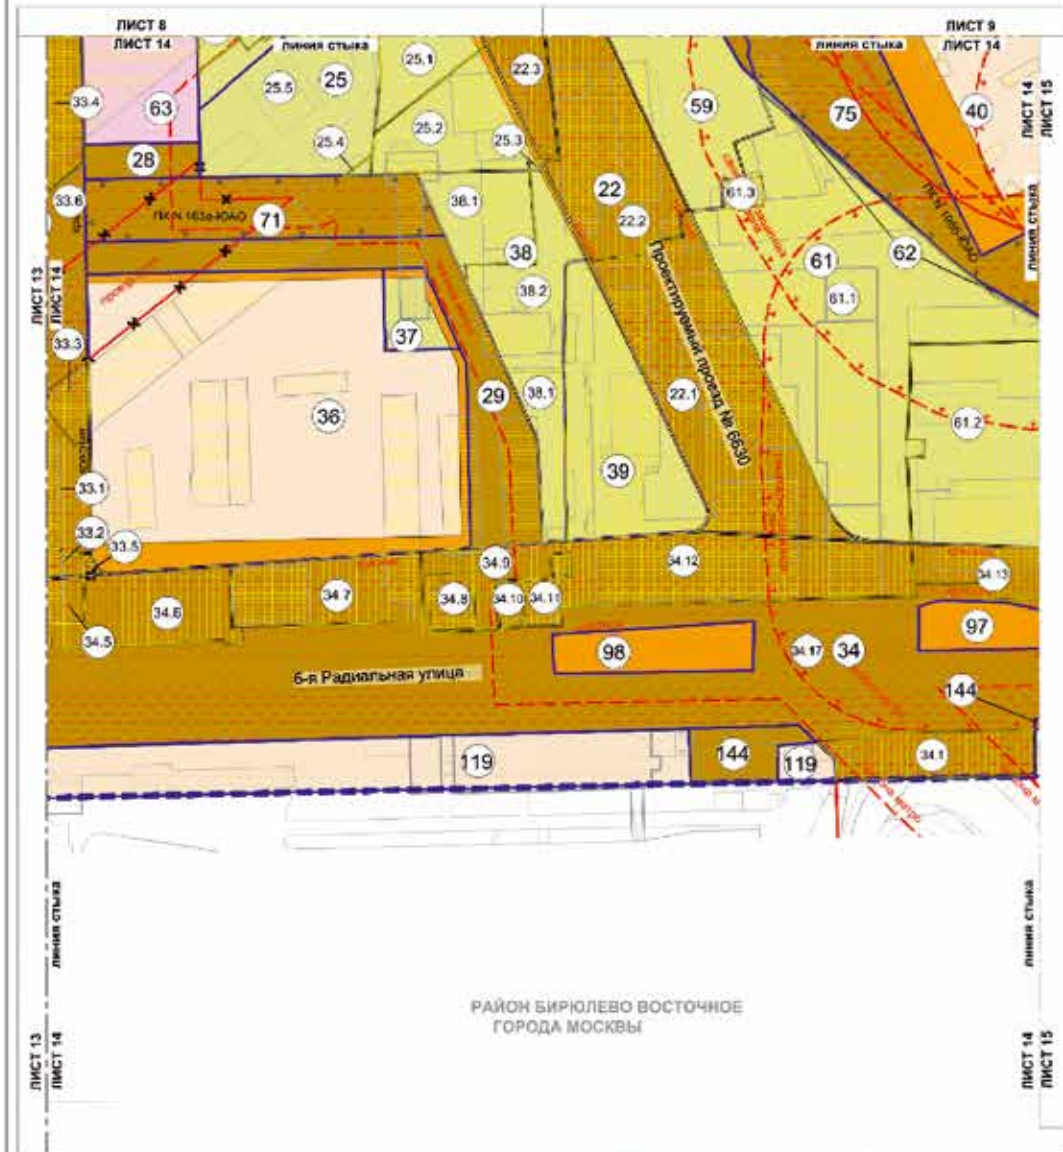 ЛИСТ 8
ЛИСТ 14
линия стыка
ЛИСТ 9
линия стыка
ЛИСТ 14
ЛИСТ 14
ЛИСТ 15
линия стыка
25.1
22.3
25
25.5
33.4
63
59
75
40
25.2
25.3
25.4
28
22
61.3
33.6
38.1
71
ПК N 163а-ЮАО
22.2
38
61
62
38.2
61.1
ЛИСТ 13
ЛИСТ 14
37
33.3
Проектируемый проезд № 6630
29
38.1
22.1
36
61.2
39
33.1
33.2
33.5
34.9
34.12
34.13
34.6
34.7
34.8
34.10
34.11
34.5
98
34.17
34
97
6-я Радиальная улица
144
119
144
119
34.1
линия стыка
линия стыка
РАЙОН БИРЮЛЕВО ВОСТОЧНОЕ
ГОРОДА МОСКВЫ
ЛИСТ 13
ЛИСТ 14
ЛИСТ 14
ЛИСТ 15